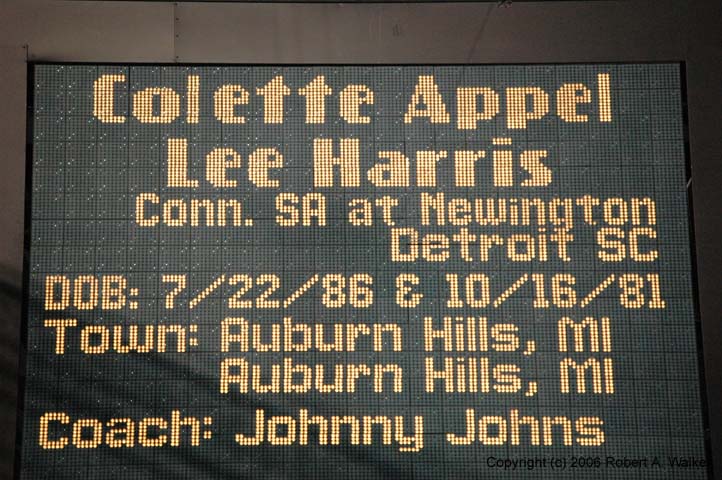 Colette Appel
Lee Harris
Conn. SA at Newington
Detroit SC
DOB: 7/22/86 & 10/16/81
Town: Auburn Hills, MI
Auburn Hills, MI
Coach: Johnny Johns
Copyright (c) 2006 Robert A. Walke